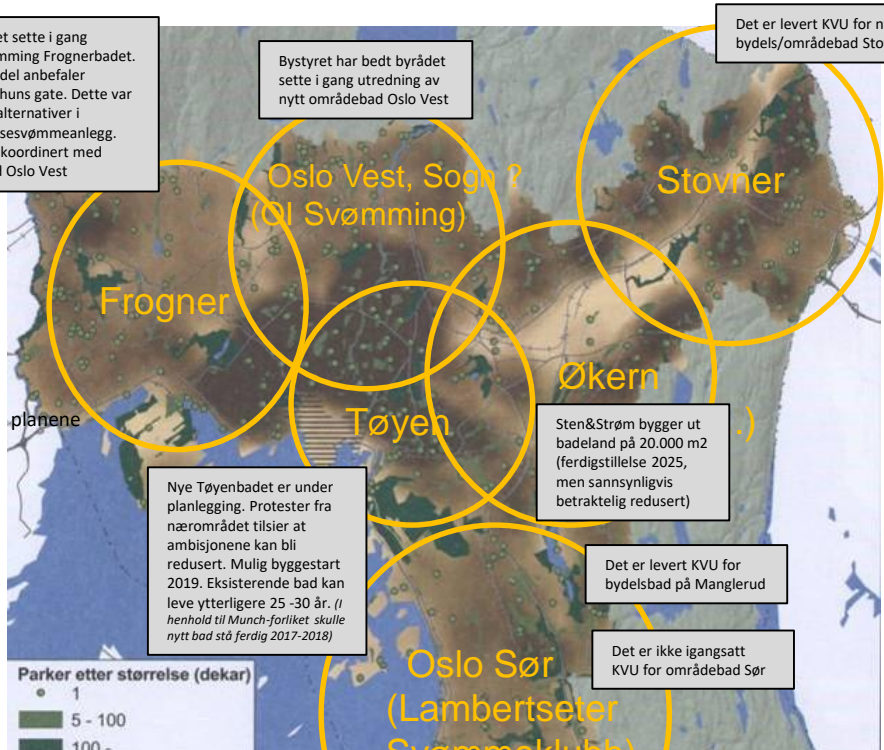 et sette i gang
mming Frognerbadet.
del anbefaler
huns gate. Dette var
alternativer i
sesvømmeanlegg.
koordinert med
d Oslo Vest
Bystyret har bedt byrådet
sette i gang utredning av
nytt områdebad Oslo Vest
Det er levert KVU for n
bydels/områdebad Sto
Oslo Vest, Sogn ?
(Ol Svømming)
Stovner
Frogner
Økern
.)
Tøyen
planene
Sten&Strøm bygger ut
badeland på 20.000 m2
(ferdigstillelse 2025,
men sannsynligvis
betraktelig redusert)
Nye Tøyenbadet er under
planlegging. Protester fra
nærområdet tilsier at
ambisjonene kan bli
redusert. Mulig byggestart
2019. Eksisterende bad kan
leve ytterligere 25 -30 år. (I
henhold til Munch-forliket skulle
nytt bad stå ferdig 2017-2018)
Det er levert KVU for
bydelsbad på Manglerud
Det er ikke igangsatt
KVU for områdebad Sør
Oslo Sør
(Lambertseter
Svømmeklubb)
Parker etter størrelse (dekar)
1
5 - 100
100 -